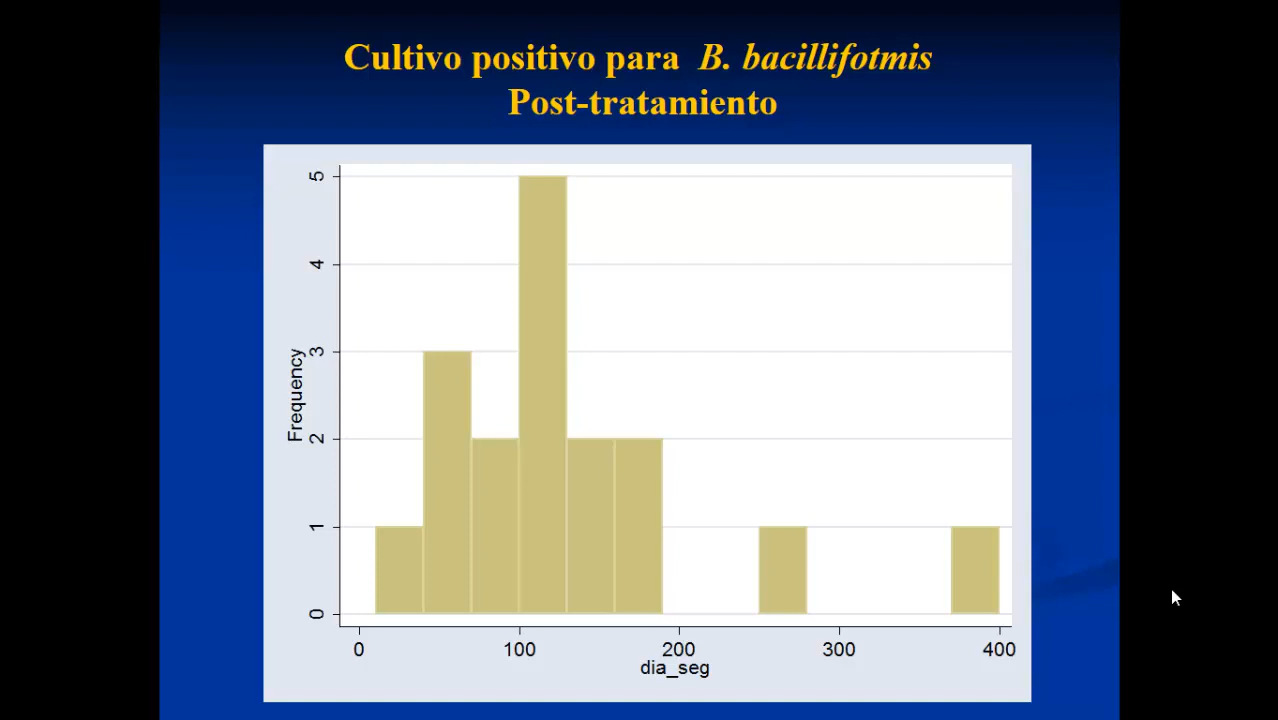 Cultivo positivo para B. bacillifotmis
Post-tratamiento
5
4
3
2
1
0
Frequency
0 100 200 300 400
dia_seg